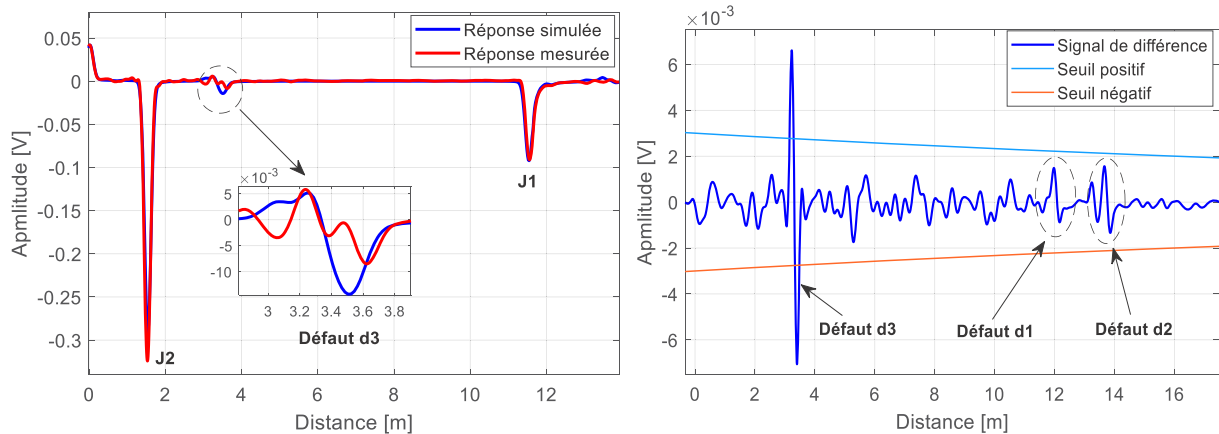 0.05
0
-0.05
-0.1
-0.15
-0.2
-0.25
-0.3
Apmlitude [V]
Réponse simulée
Réponse mesurée
J2
J1
×10⁻³
5
0
-5
-10
3
3.2
3.4
3.6
3.8
Défaut d3
0 2 4 6 8 10 12
Distance [m]
×10⁻³
6
4
2
0
-2
-4
-6
Apmlitude [V]
Signal de différence
Seuil positif
Seuil négatif
Défaut d3
Défaut d1
Défaut d2
0 2 4 6 8 10 12 14 16
Distance [m]